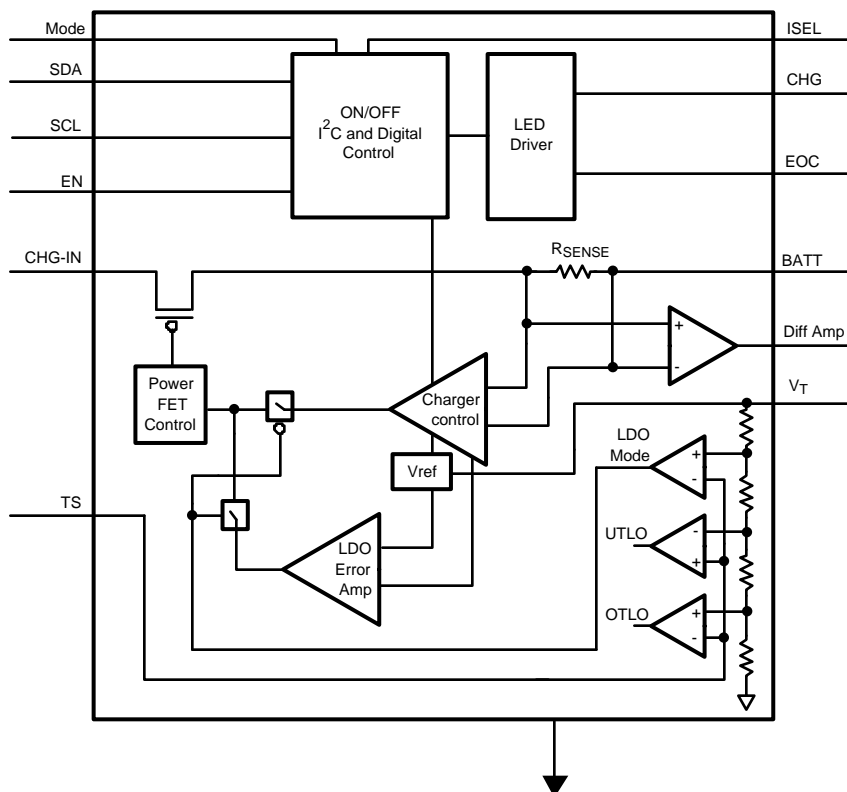 Mode
ISEL
SDA
CHG
ON/OFF
I2C and Digital
Control
LED
Driver
SCL
EOC
EN
CHG-IN
RSENSE
BATT
+
-
Diff Amp
Power
FET
Control
Charger
control
VT
LDO
Mode
+
-
Vref
TS
UTLO
-
+
LDO
Error
Amp
OTLO
+
-